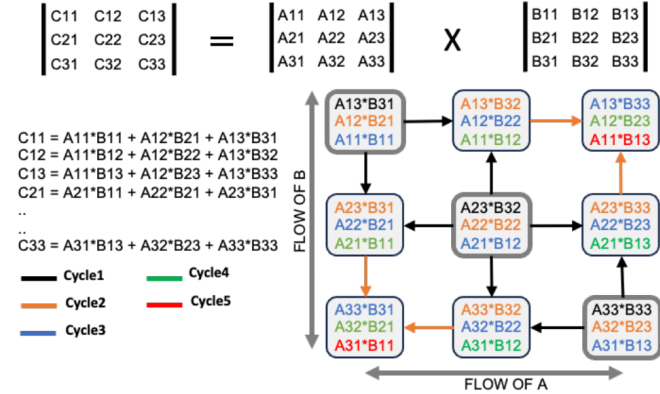 C11 C12 C13
C21 C22 C23
C31 C32 C33
=
A11 A12 A13
A21 A22 A23
A31 A32 A33
X
B11 B12 B13
B21 B22 B23
B31 B32 B33
C11 = A11*B11 + A12*B21 + A13*B31
C12 = A11*B12 + A12*B22 + A13*B32
C13 = A11*B13 + A12*B23 + A13*B33
C21 = A21*B11 + A22*B21 + A23*B31
..
..
C33 = A31*B13 + A32*B23 + A33*B33
Cycle1
Cycle2
Cycle3
Cycle4
Cycle5
FLOW OF B
A13*B31
A12*B21
A11*B11
A13*B32
A12*B22
A11*B12
A13*B33
A12*B23
A11*B13
A23*B31
A22*B21
A21*B11
A23*B32
A22*B22
A21*B12
A23*B33
A22*B23
A21*B13
A33*B31
A32*B21
A31*B11
A33*B32
A32*B22
A31*B12
A33*B33
A32*B23
A31*B13
FLOW OF A